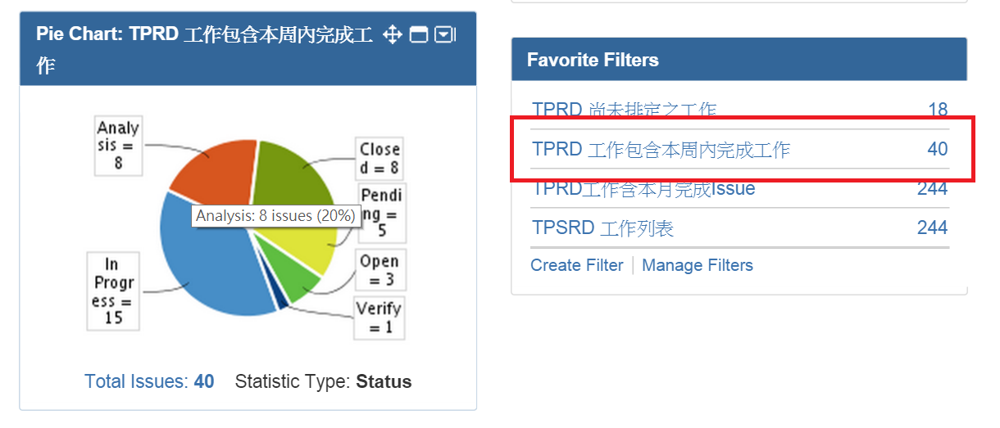 Pie Chart: TPRD 工作包含本周內完成工
作
Analy
sis =
8
Close
d = 8
Pendi
ng =
5
Analysis: 8 issues (20%)
In
Progr
ess =
15
Open
= 3
Verify
= 1
Total Issues: 40 Statistic Type: Status
Favorite Filters
TPRD 尚未排定之工作 18
TPRD 工作包含本周內完成工作 40
TPRD工作含本月完成Issue 244
TPSRD 工作列表 244
Create Filter Manage Filters